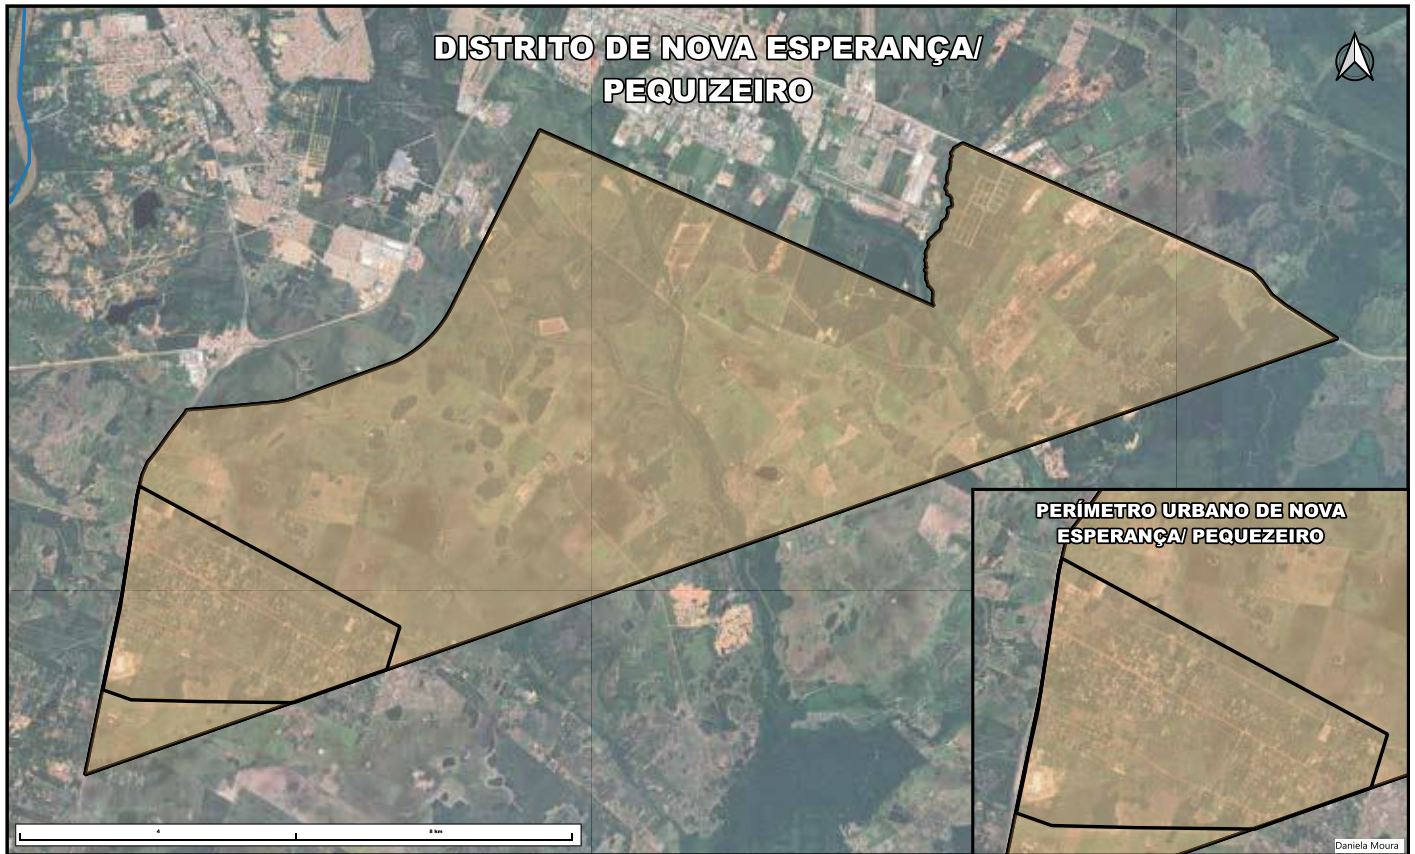 DISTRITO DE NOVA ESPERANÇA/
PEQUIZEIRO
PERÍMETRO URBANO DE NOVA
ESPERANÇA/ PEQUEZEIRO
4
8 km
Daniela Moura